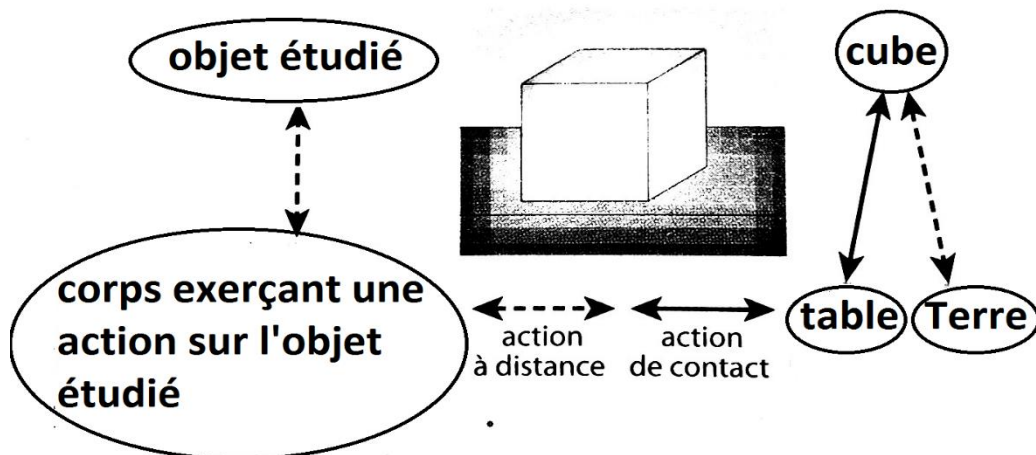 objet étudié
cube
corps exerçant une
action sur l'objet
étudié
action
à distance
action
de contact
table
Terre